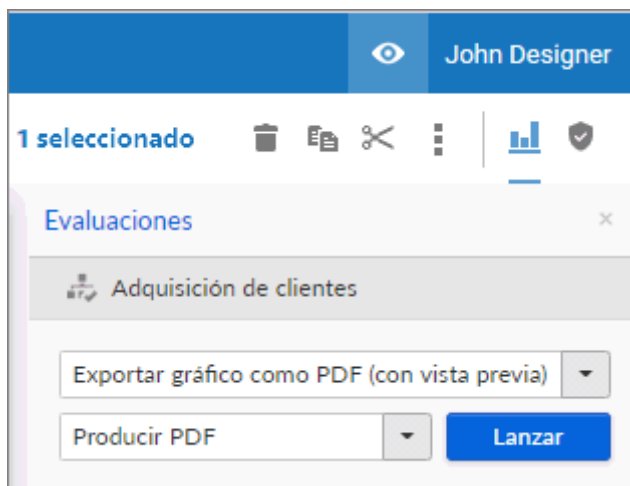 John Designer
1 seleccionado
Evaluaciones
Adquisición de clientes
Exportar gráfico como PDF (con vista previa)
Producir PDF
Lanzar